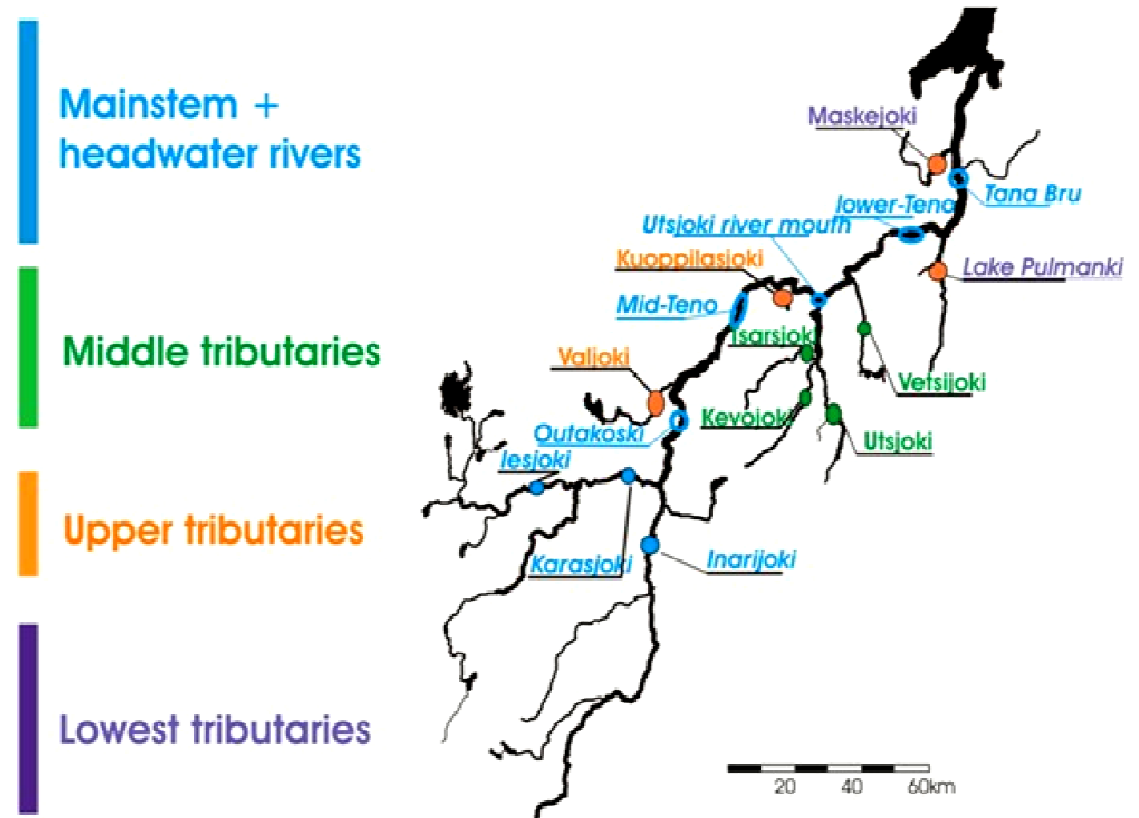 Mainstem +
headwater rivers
Middle tributaries
Upper tributaries
Lowest tributaries
Maskejoki
Tana Bru
lower-Teno
Utsjoki river mouth
Kuoppilasjoki
Lake Pulmanki
Mid-Teno
Tsarsjoki
Valjoki
Vetsijoki
Kevojoki
Outakoski
Utsjoki
Iesjoki
Karasjoki
Inarijoki
20 40 60km